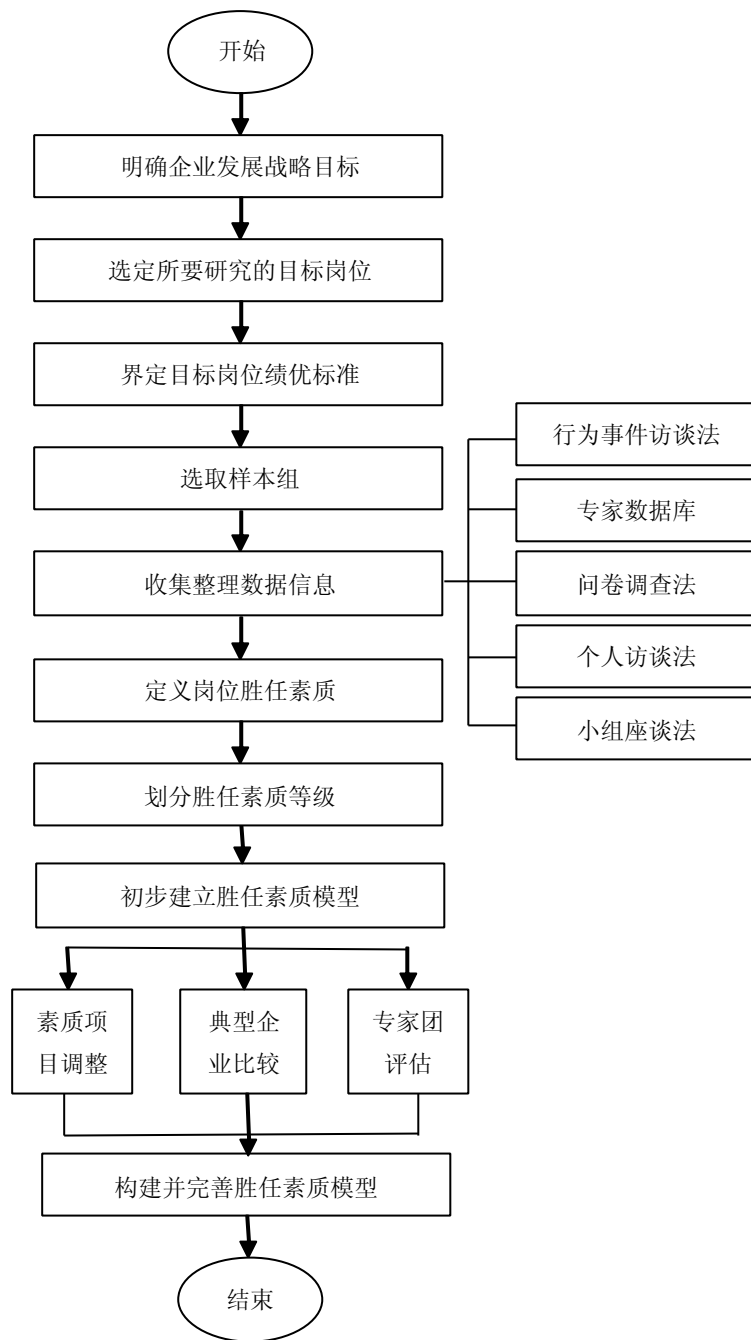 开始
明确企业发展战略目标
选定所要研究的目标岗位
界定目标岗位绩优标准
选取样本组
收集整理数据信息
行为事件访谈法
专家数据库
问卷调查法
个人访谈法
小组座谈法
定义岗位胜任素质
划分胜任素质等级
初步建立胜任素质模型
素质项
目调整
典型企
业比较
专家团
评估
构建并完善胜任素质模型
结束